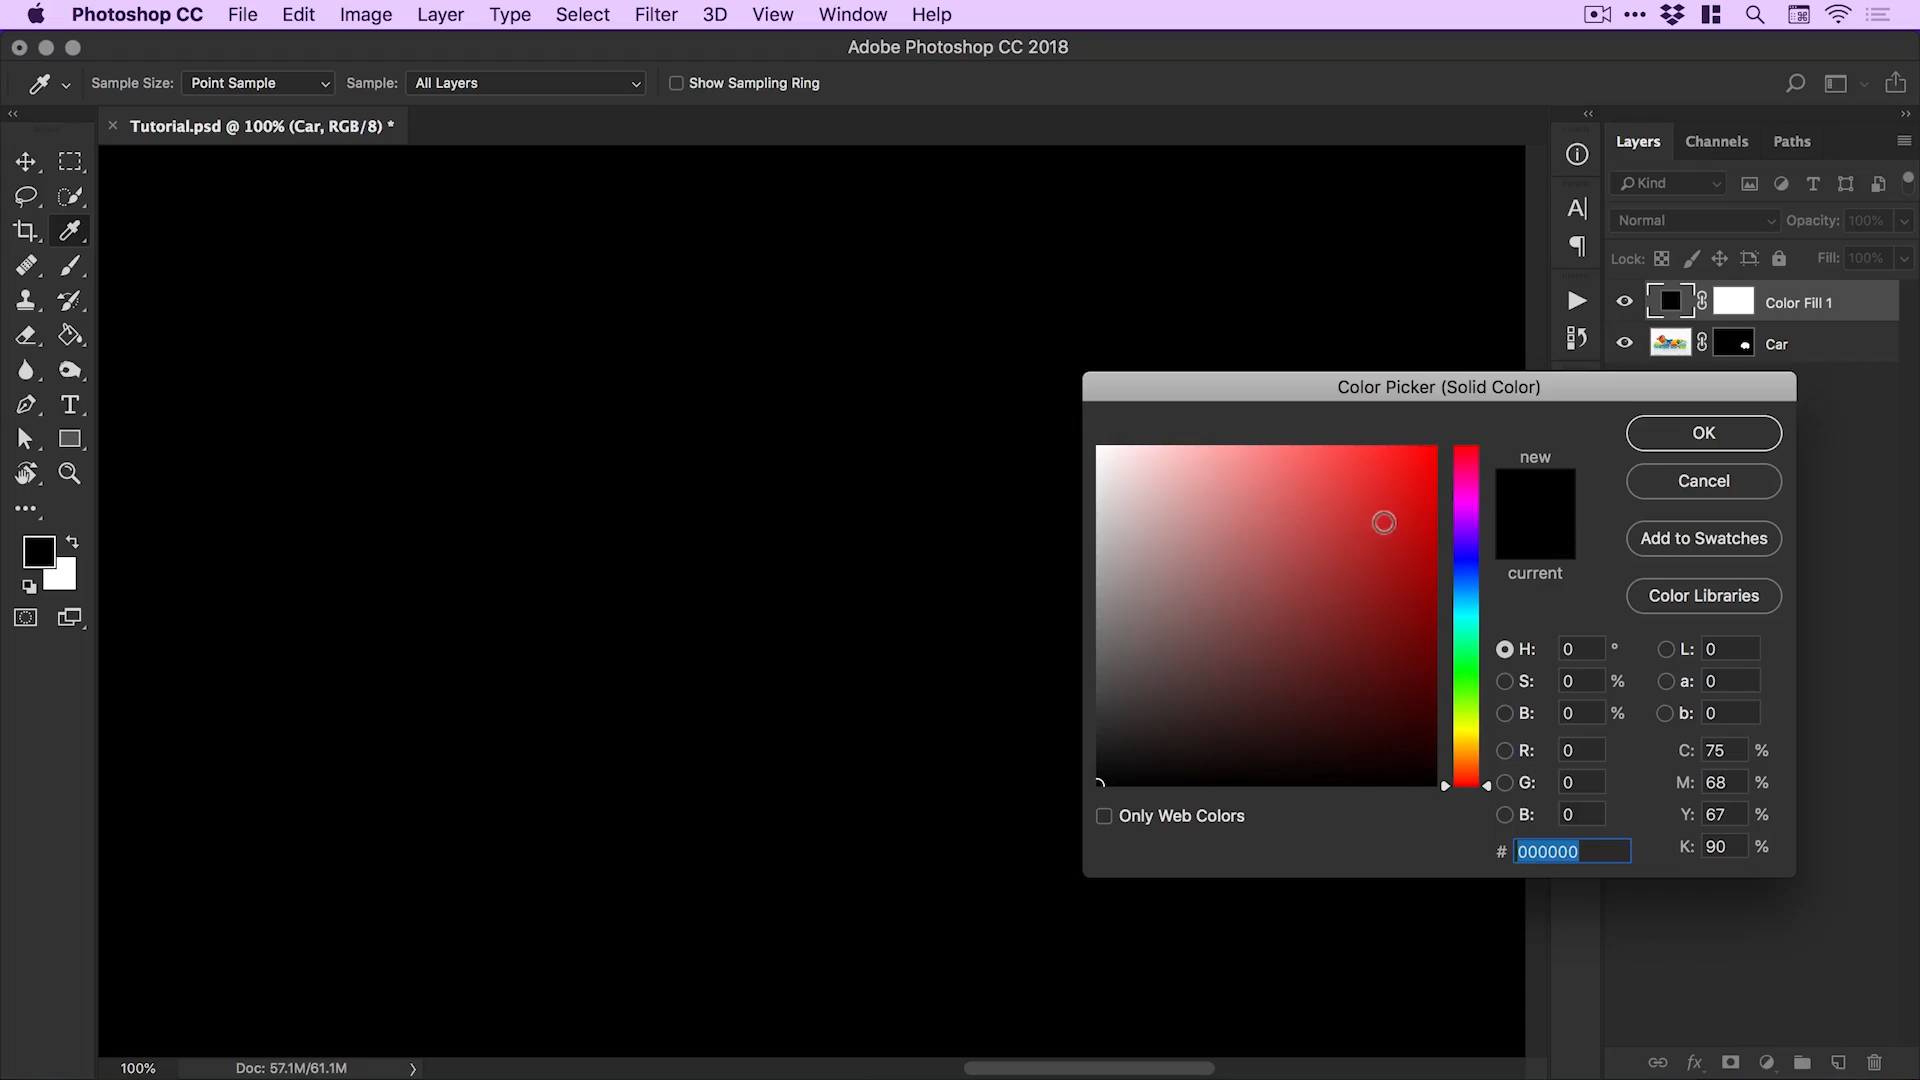 Photoshop CC File Edit Image Layer Type Select Filter 3D View Window Help
Adobe Photoshop CC 2018
Sample Size: Point Sample Sample: All Layers Show Sampling Ring
Tutorial.psd @ 100% (Car, RGB/8) *
Layers Channels Paths
Kind
Normal Opacity: 100%
Lock: Fill: 100%
Color Fill 1
Car
Color Picker (Solid Color)
OK
new
Cancel
Add to Swatches
current
Color Libraries
H: 0 ° L: 0
S: 0 % a: 0
B: 0 % b: 0
R: 0 C: 75 %
G: 0 M: 68 %
Only Web Colors B: 0 Y: 67 %
# 000000 K: 90 %
100% Doc: 57.1M/61.1M